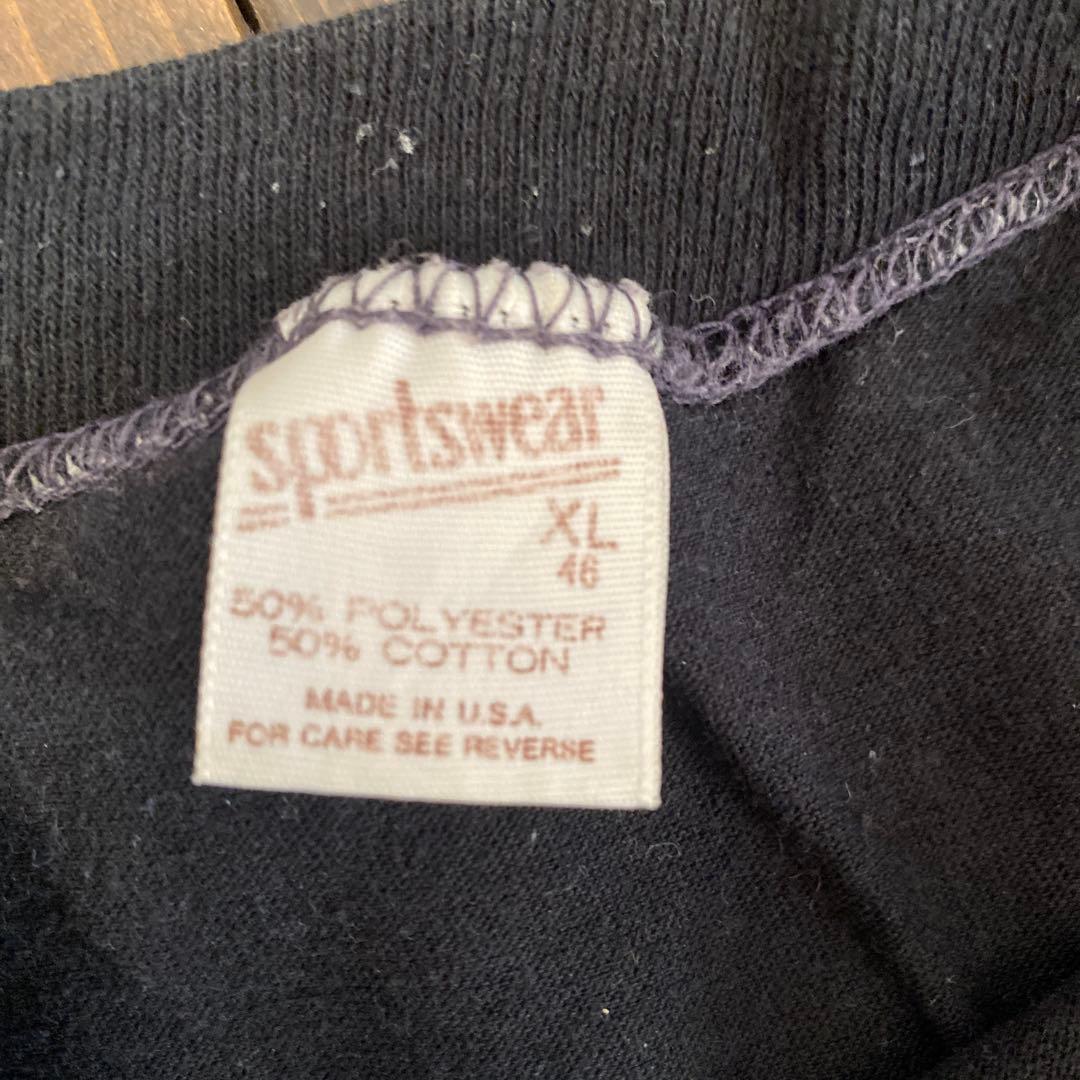 sportswear
XL
46
50% POLYESTER
50% COTTON
MADE IN U.S.A.
FOR CARE SEE REVERSE